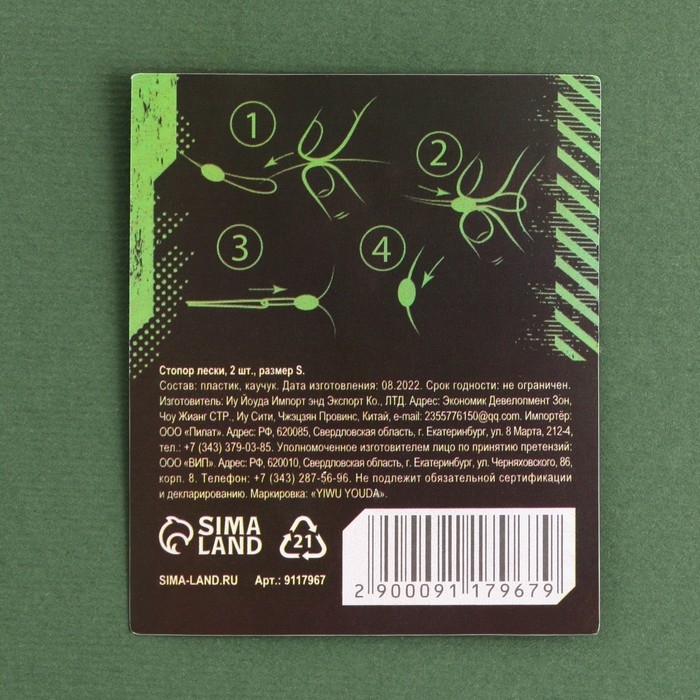 1
2
3
4
Стопор лески, 2 шт., размер S.
Состав: пластик, каучук. Дата изготовления: 08.2022. Срок годности: не ограничен.
Изготовитель: Иу Йоуда Импорт энд Экспорт Ко., ЛТД. Адрес: Экономик Девелопмент Зон,
Чоу Жианг СТР., Иу Сити, Чжэцзян Провинс, Китай, e-mail: 2355776150@qq.com. Импортёр:
ООО «Пилат». Адрес: РФ, 620085, Свердловская область, г. Екатеринбург, ул. 8 Марта, 212-4,
тел.: +7 (343) 379-03-85. Уполномоченное изготовителем лицо по принятию претензий:
ООО «ВИП». Адрес: РФ, 620010, Свердловская область, г. Екатеринбург, ул. Черняховского, 86,
корп. 8. Телефон: +7 (343) 287-56-96. Не подлежит обязательной сертификации
и декларированию. Маркировка: «YIWU YOUDA».
SIMA
LAND
21
SIMA-LAND.RU Арт.: 9117967
2 900091 179679